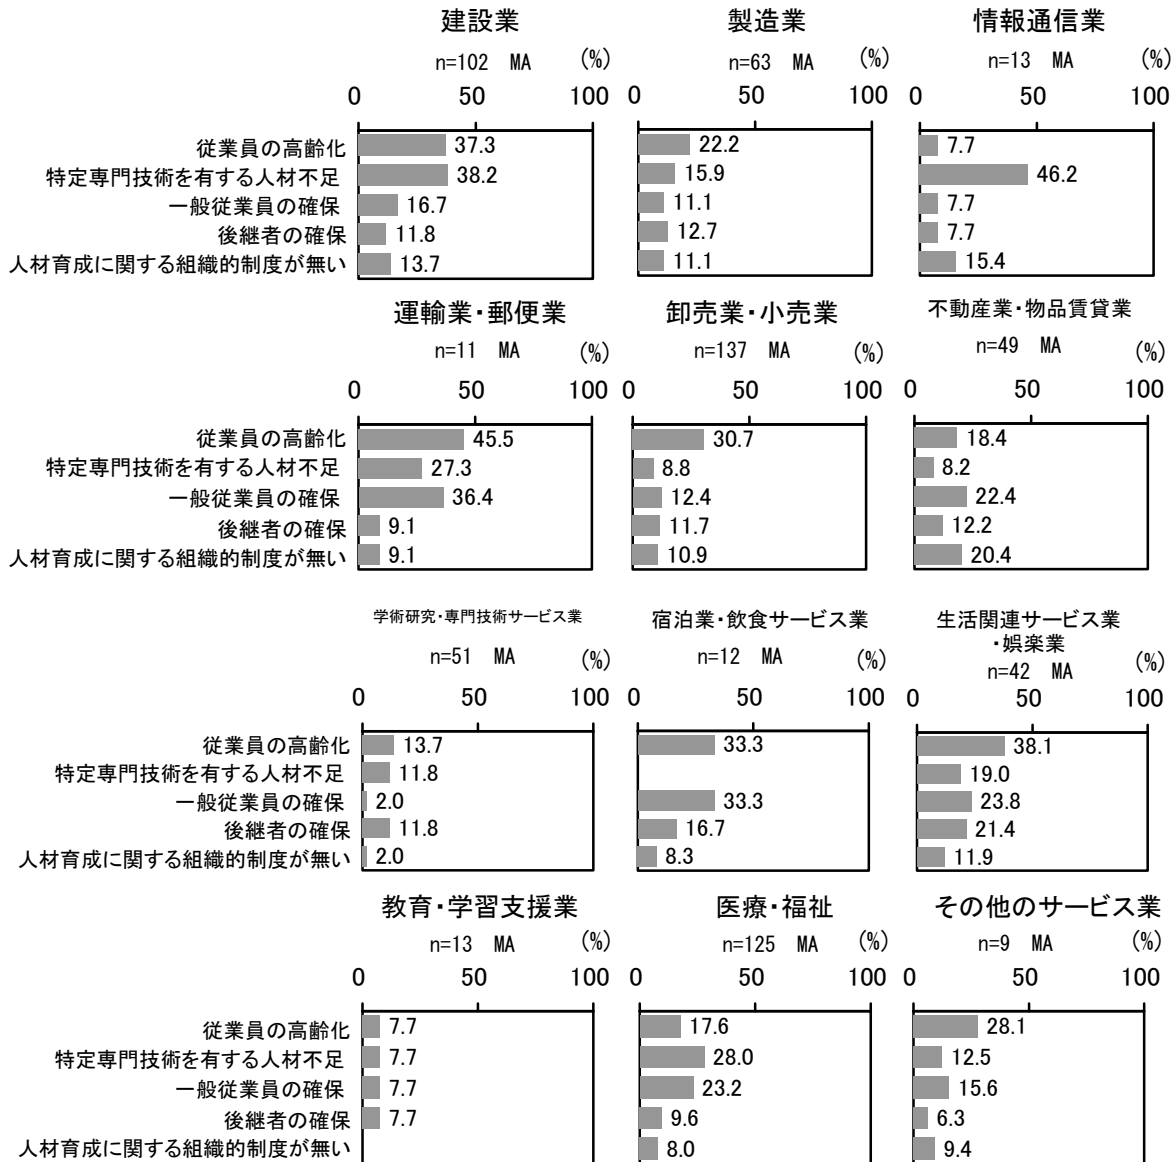 建設業 製造業 情報通信業
n=102 MA (%) n=63 MA (%) n=13 MA (%)
0 50 100 0 50 100 0 50 100
従業員の高齢化 37.3 22.2 7.7
特定専門技術を有する人材不足 38.2 15.9 46.2
一般従業員の確保 16.7 11.1 7.7
後継者の確保 11.8 12.7 7.7
人材育成に関する組織的制度が無い 13.7 11.1 15.4
運輸業・郵便業 卸売業・小売業 不動産業・物品賃貸業
n=11 MA (%) n=137 MA (%) n=49 MA (%)
0 50 100 0 50 100 0 50 100
従業員の高齢化 45.5 30.7 18.4
特定専門技術を有する人材不足 27.3 8.8 8.2
一般従業員の確保 36.4 12.4 22.4
後継者の確保 9.1 11.7 12.2
人材育成に関する組織的制度が無い 9.1 10.9 20.4
学術研究・専門技術サービス業 宿泊業・飲食サービス業 生活関連サービス業
・娯楽業
n=51 MA (%) n=12 MA (%) n=42 MA (%)
0 50 100 0 50 100 0 50 100
従業員の高齢化 13.7 33.3 38.1
特定専門技術を有する人材不足 11.8 19.0
一般従業員の確保 2.0 33.3 23.8
後継者の確保 11.8 16.7 21.4
人材育成に関する組織的制度が無い 2.0 8.3 11.9
教育・学習支援業 医療・福祉 その他のサービス業
n=13 MA (%) n=125 MA (%) n=9 MA (%)
0 50 100 0 50 100 0 50 100
従業員の高齢化 7.7 17.6 28.1
特定専門技術を有する人材不足 7.7 28.0 12.5
一般従業員の確保 7.7 23.2 15.6
後継者の確保 7.7 9.6 6.3
人材育成に関する組織的制度が無い 8.0 9.4